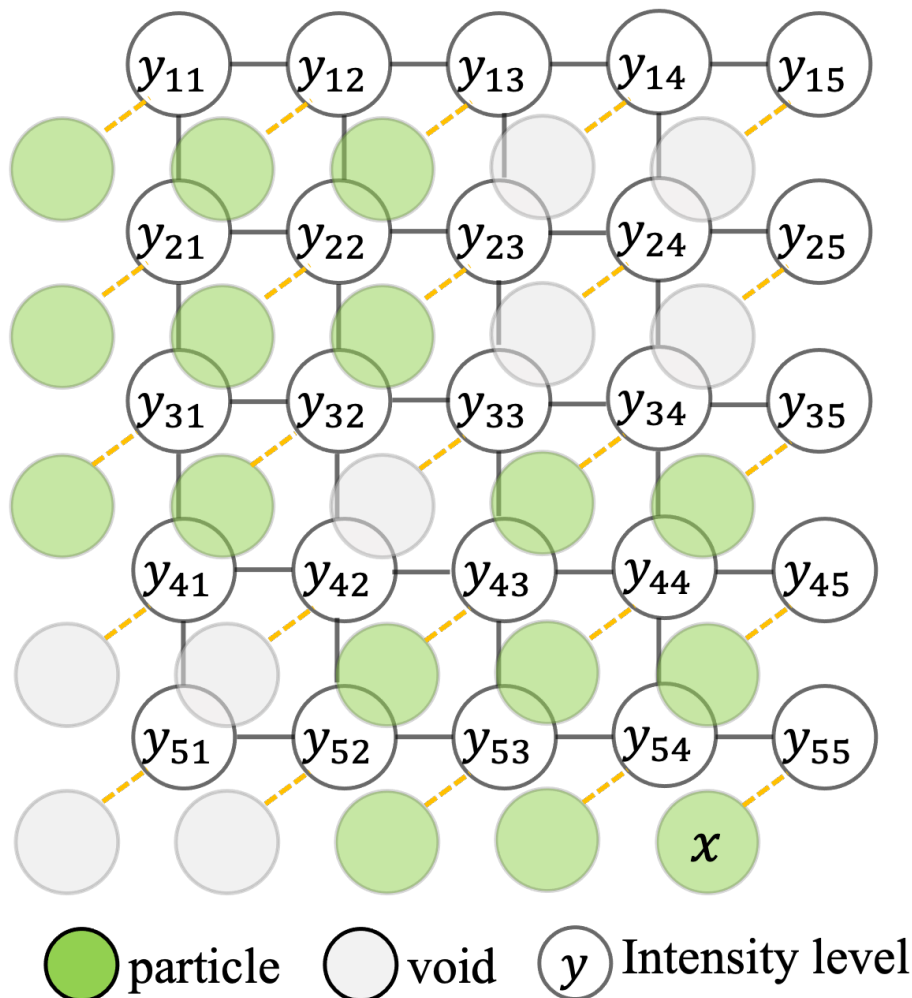 y₁₁ y₁₂ y₁₃ y₁₄ y₁₅
y₂₁ y₂₂ y₂₃ y₂₄ y₂₅
y₃₁ y₃₂ y₃₃ y₃₄ y₃₅
y₄₁ y₄₂ y₄₃ y₄₄ y₄₅
y₅₁ y₅₂ y₅₃ y₅₄ y₅₅
x
particle void y Intensity level